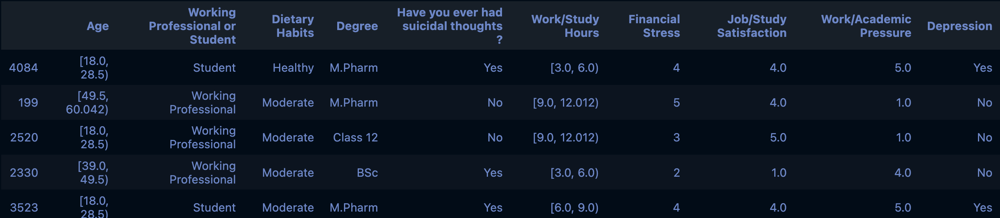 Age Working Professional or Student Dietary Habits Degree Have you ever had suicidal thoughts ? Work/Study Hours Financial Stress Job/Study Satisfaction Work/Academic Pressure Depression
4084 [18.0, 28.5) Student Healthy M.Pharm Yes [3.0, 6.0) 4 4.0 5.0 Yes
199 [49.5, 60.042) Working Professional Moderate M.Pharm No [9.0, 12.012) 5 4.0 1.0 No
2520 [18.0, 28.5) Working Professional Moderate Class 12 No [9.0, 12.012) 3 5.0 1.0 No
2330 [39.0, 49.5) Working Professional Moderate BSc Yes [3.0, 6.0) 2 1.0 4.0 No
3523 [18.0, 28.5) Student Moderate M.Pharm Yes [6.0, 9.0) 4 4.0 5.0 Yes